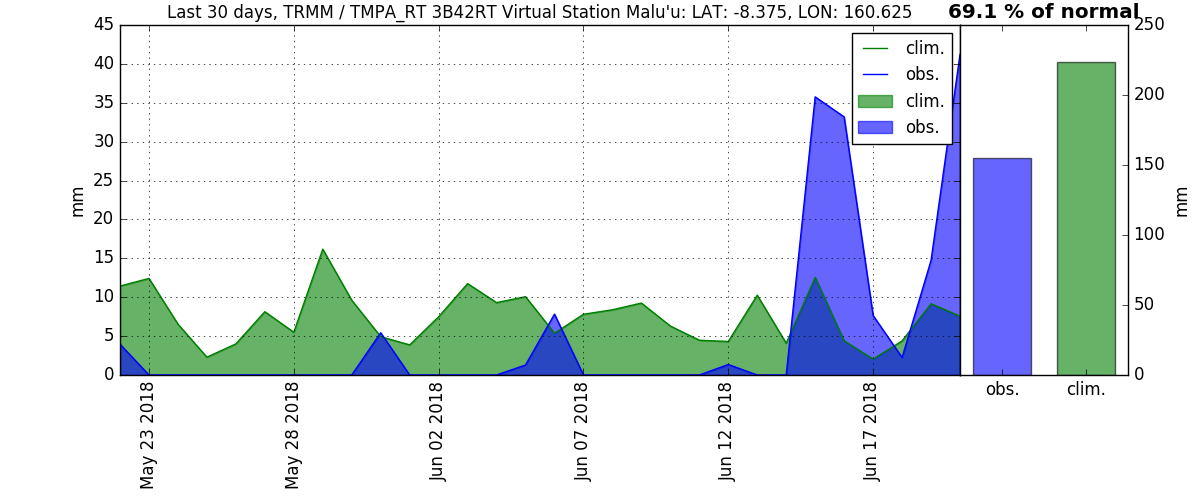 Last 30 days, TRMM / TMPA_RT 3B42RT Virtual Station Malu'u: LAT: -8.375, LON: 160.625
69.1 % of normal
45
40
35
30
25
20
15
10
5
0
mm
clim.
obs.
clim.
obs.
250
200
150
100
50
0
mm
obs.
clim.
May 23 2018
May 28 2018
Jun 02 2018
Jun 07 2018
Jun 12 2018
Jun 17 2018